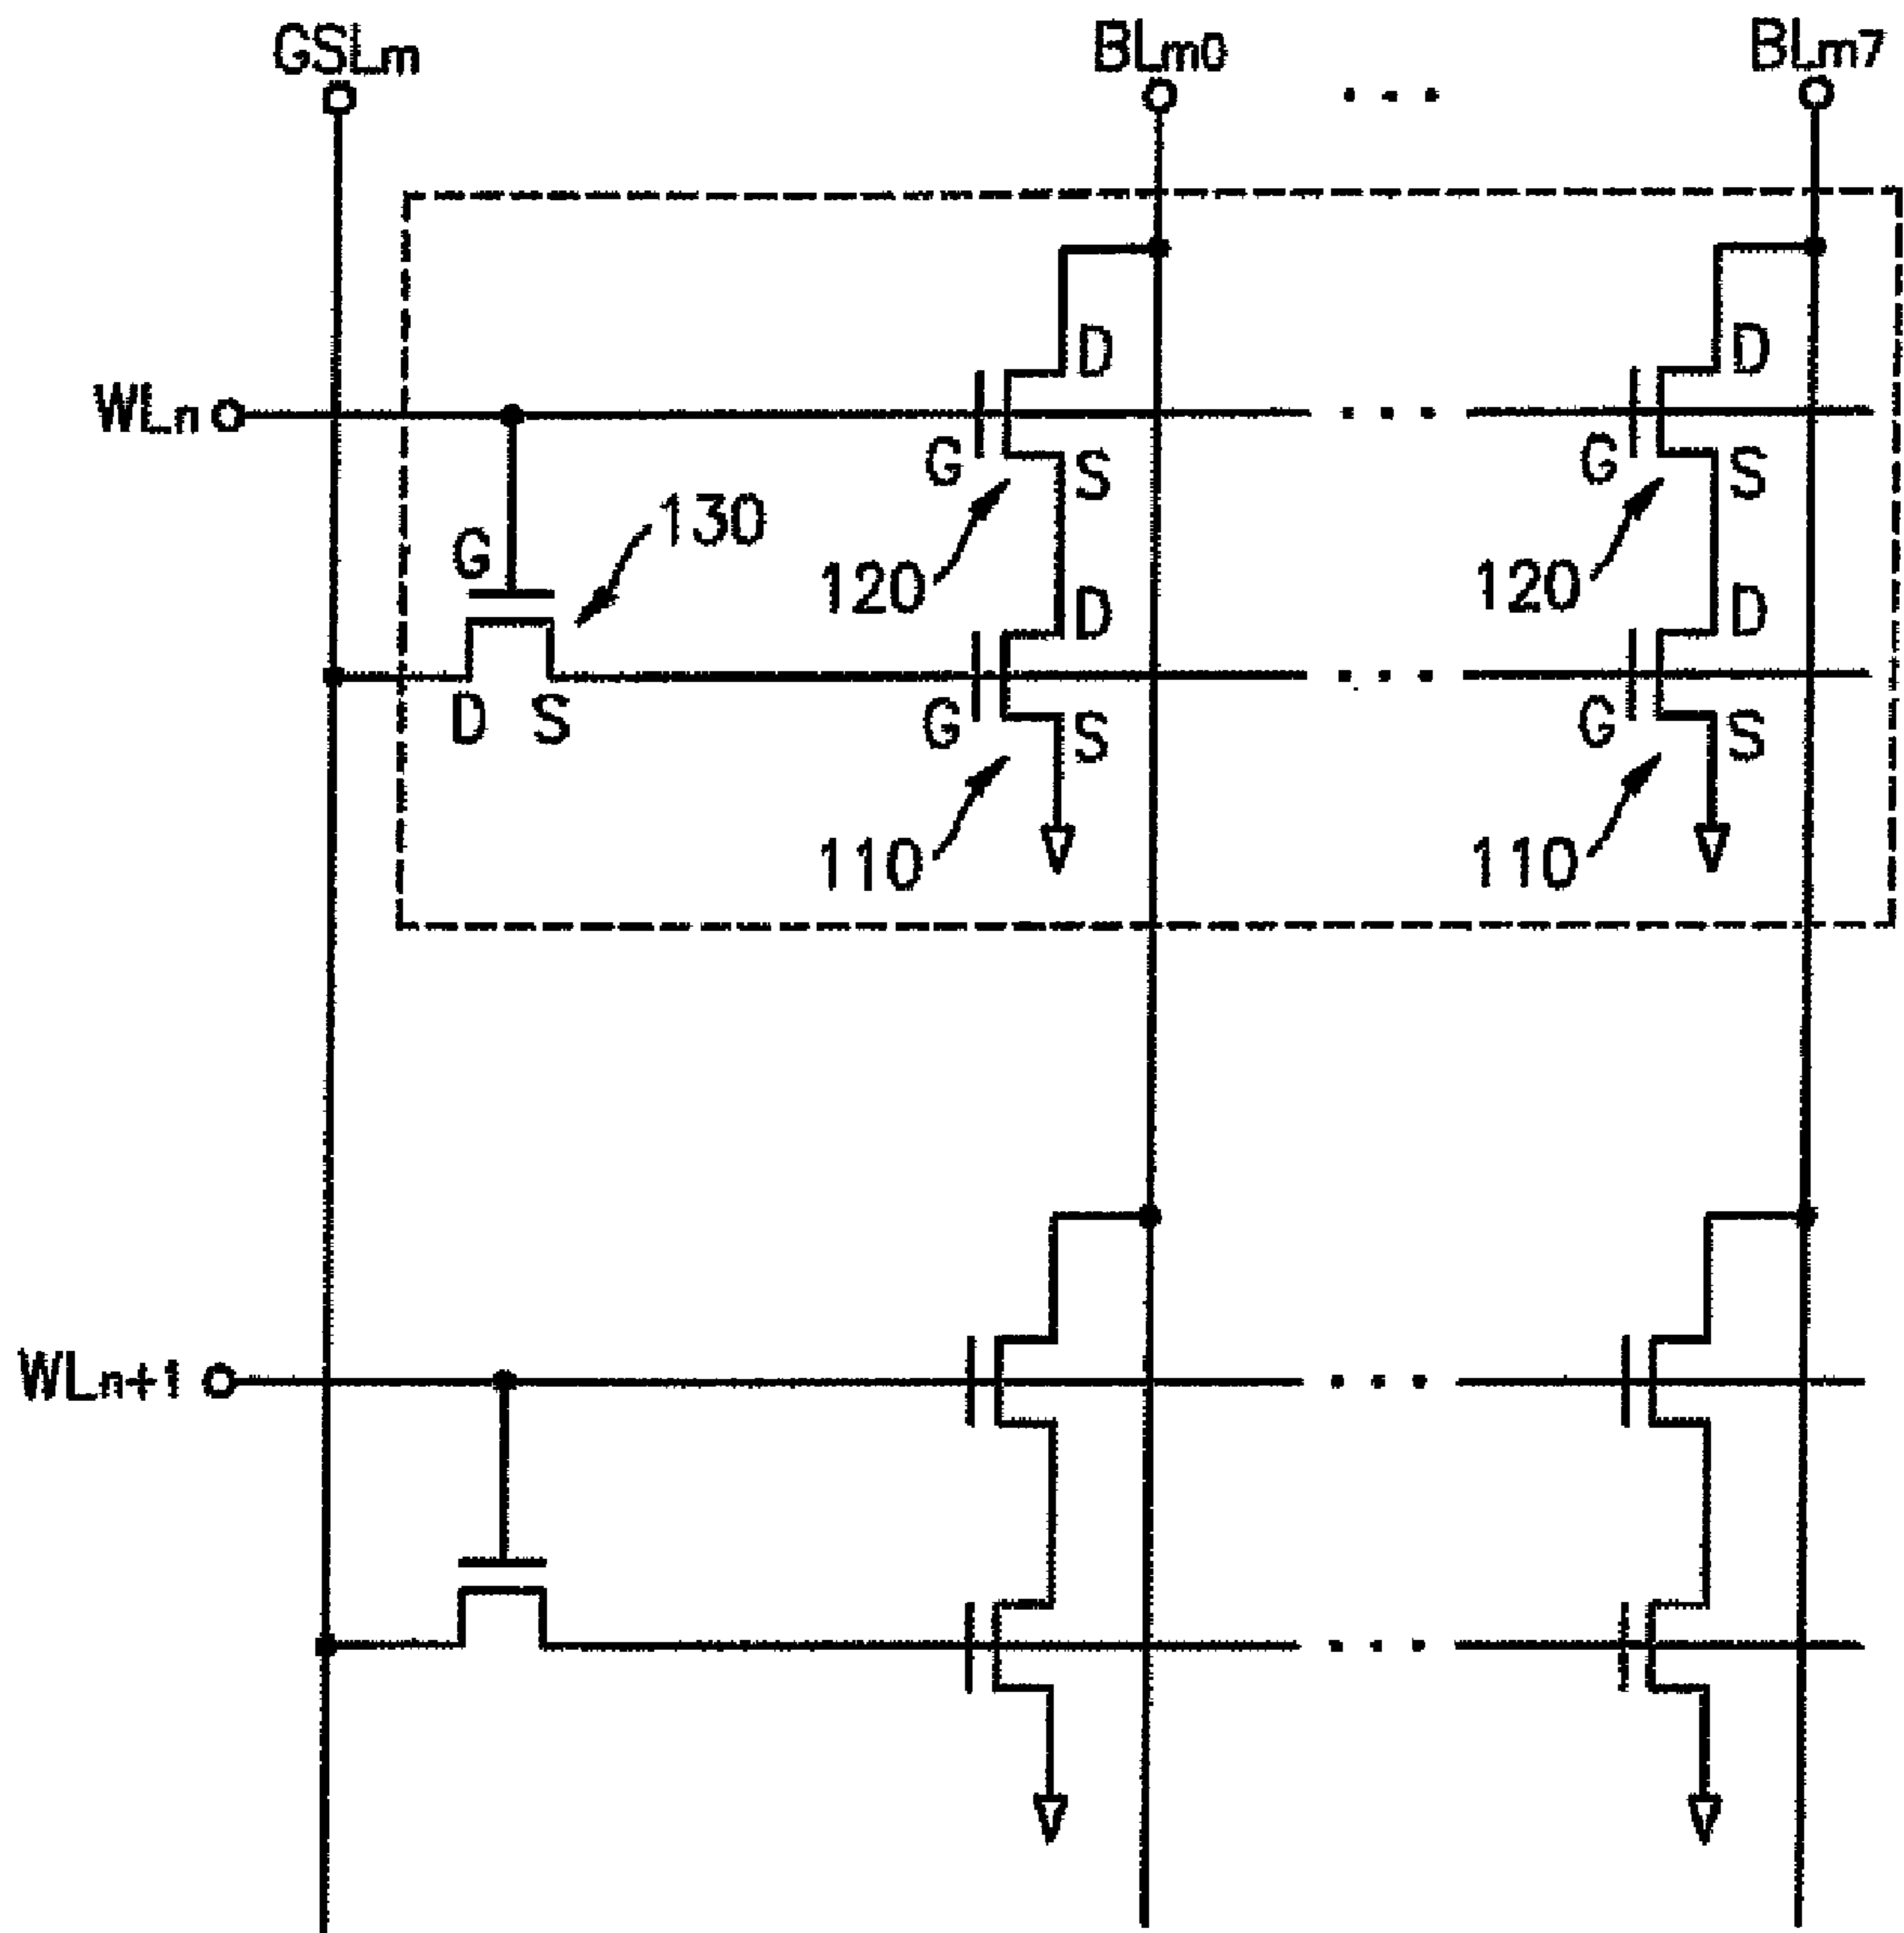 GSLm BLm0 . . . BLm7
WLn . . .
D D
G S G S
130
G 120 120
D D
. . .
D S G S G S
110 110
WLn+1 . . .
. . .